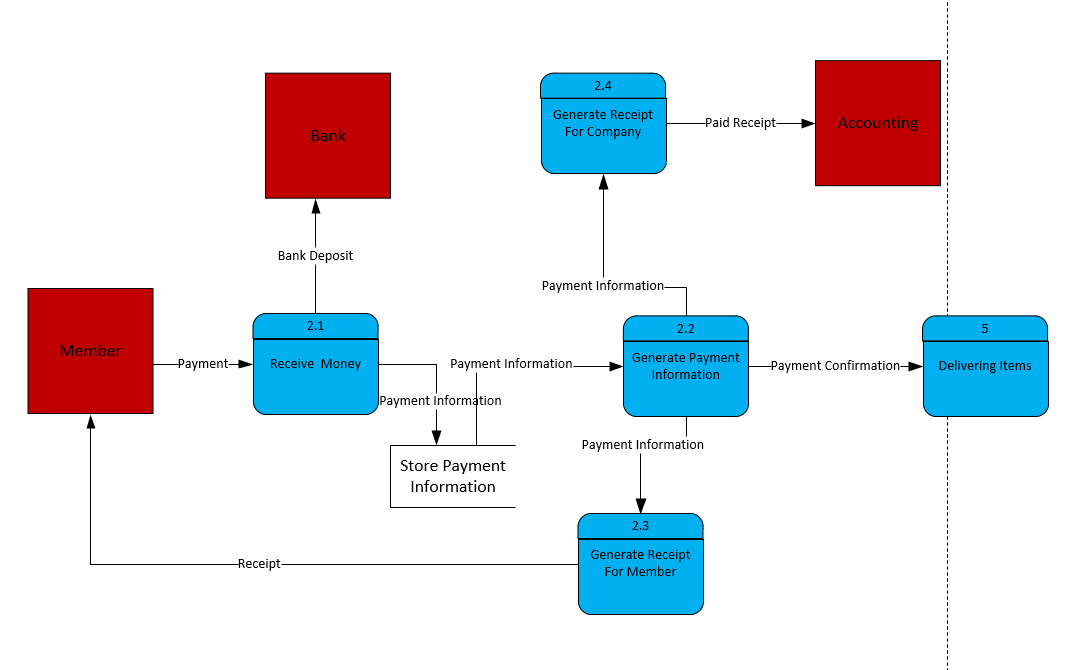 2.4
Generate Receipt
For Company
Paid Receipt
Accounting
Bank
Bank Deposit
Payment Information
Member
Payment
2.1
Receive  Money
Payment Information
Payment Information
2.2
Generate Payment
Information
Payment Confirmation
5
Delivering Items
Store Payment
Information
Payment Information
2.3
Generate Receipt
For Member
Receipt